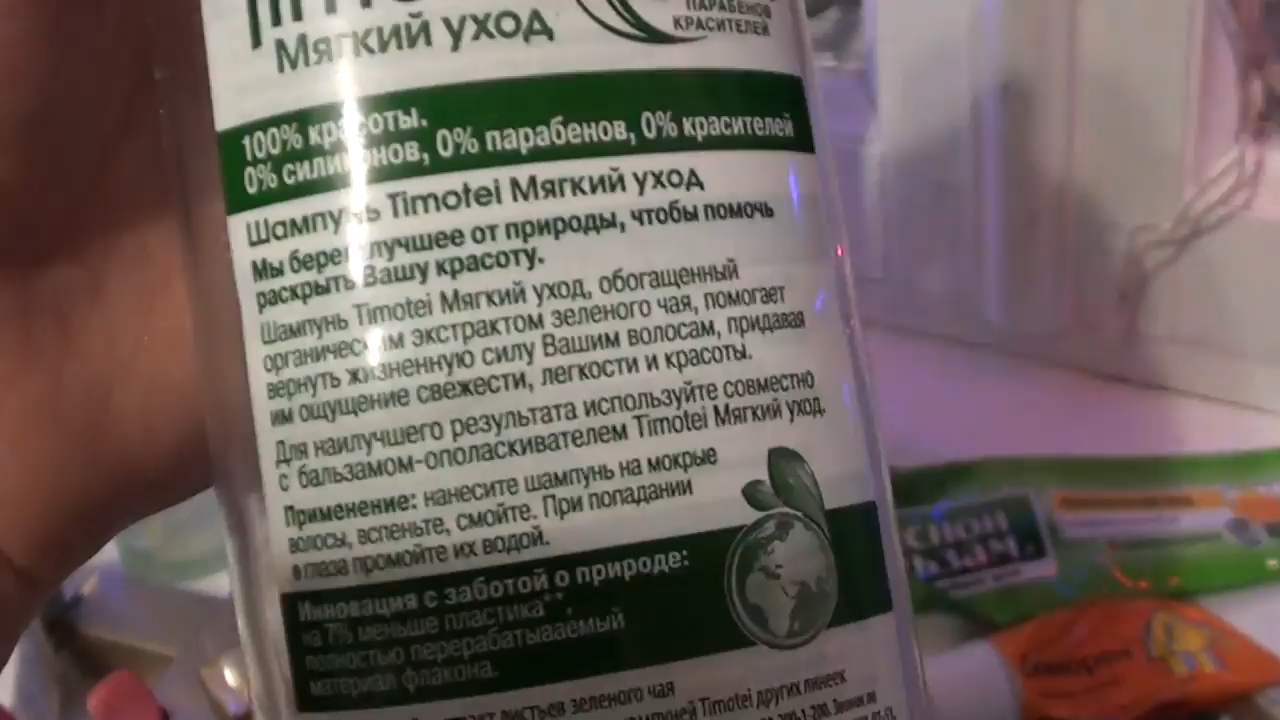 Мягкий уход
ПАРАБЕНОВ
КРАСИТЕЛЕЙ
100% красоты.
0% силиконов, 0% парабенов, 0% красителей
Шампунь Timotei Мягкий уход
Мы берем лучшее от природы, чтобы помочь
раскрыть Вашу красоту.
Шампунь Timotei Мягкий уход, обогащенный
органическим экстрактом зеленого чая, помогает
вернуть жизненную силу Вашим волосам, придавая
им ощущение свежести, легкости и красоты.
Для наилучшего результата используйте совместно
с бальзамом-ополаскивателем Timotei Мягкий уход.
Применение: нанесите шампунь на мокрые
волосы, вспеньте, смойте. При попадании
в глаза промойте их водой.
Инновация с заботой о природе:
на 7% меньше пластика**,
полностью перерабатываемый
материал флакона.
листьев зеленого чая
Timotei других линеек